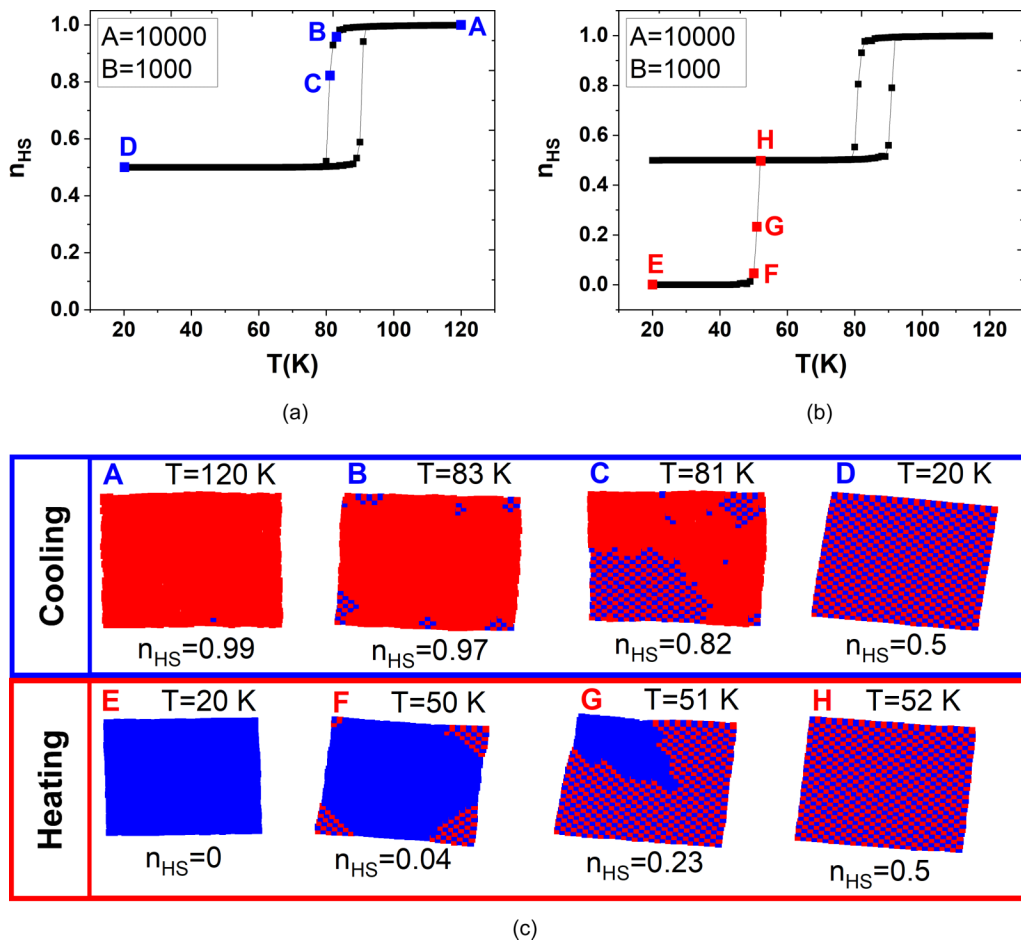 A=10000
B=1000
A
B
C
D
n_HS
1.0
0.8
0.6
0.4
0.2
0.0
20 40 60 80 100 120
T(K)
(a)
A=10000
B=1000
H
G
F
E
n_HS
1.0
0.8
0.6
0.4
0.2
0.0
20 40 60 80 100 120
T(K)
(b)
Cooling
A T=120 K
n_HS=0.99
B T=83 K
n_HS=0.97
C T=81 K
n_HS=0.82
D T=20 K
n_HS=0.5
Heating
E T=20 K
n_HS=0
F T=50 K
n_HS=0.04
G T=51 K
n_HS=0.23
H T=52 K
n_HS=0.5
(c)